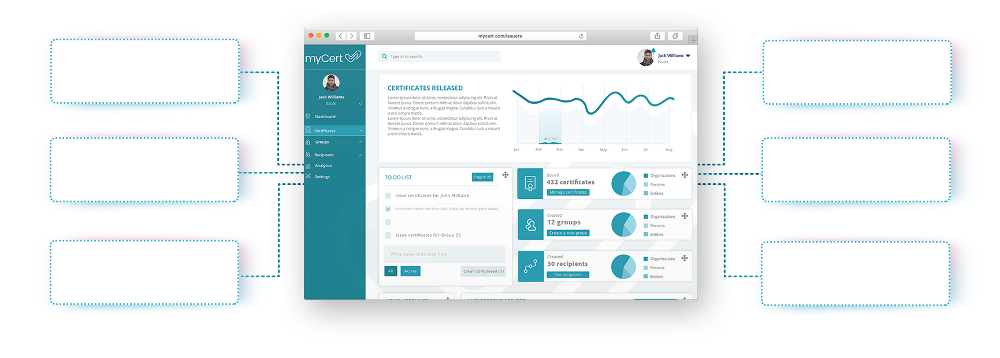 mycert.com/issuers
myCert
Type in to search...
Jack Williams
Issuer
Jack Williams
Issuer
Dashboard
Certificates
Groups
Recipients
Analytics
Settings
CERTIFICATES RELEASED
Lorem ipsum dolor sit amet, consectetur adipiscing elit. Proin at
laoreet purus. Donec pretium nibh at dolor dapibus sollicitudin.
Vivamus a congue nunc, a feugiat magna. Curabitur luctus mauris
a orci ornare mattis.
Lorem ipsum dolor sit amet, consectetur adipiscing elit. Proin at
laoreet purus. Donec pretium nibh at dolor dapibus sollicitudin.
Vivamus a congue nunc, a feugiat magna. Curabitur luctus mauris
a orci ornare mattis.
0,7%
Jan Feb Mar Apr May Jun Jul Aug
TO DO LIST
Toggle All
Issue certificates for John McGuire
Another todo on the list. Add as many you want.
Issue certificates for Group 23
Write some todo task here
All
Active
Clear Completed (1)
Issued
432 certificates
Manage certificates
Organizations
Persons
Entities
Created
12 groups
Create a new group
Organizations
Persons
Entities
Created
30 recipients
See recipients
Organizations
Persons
Entities
LAST PERSONS CREATED